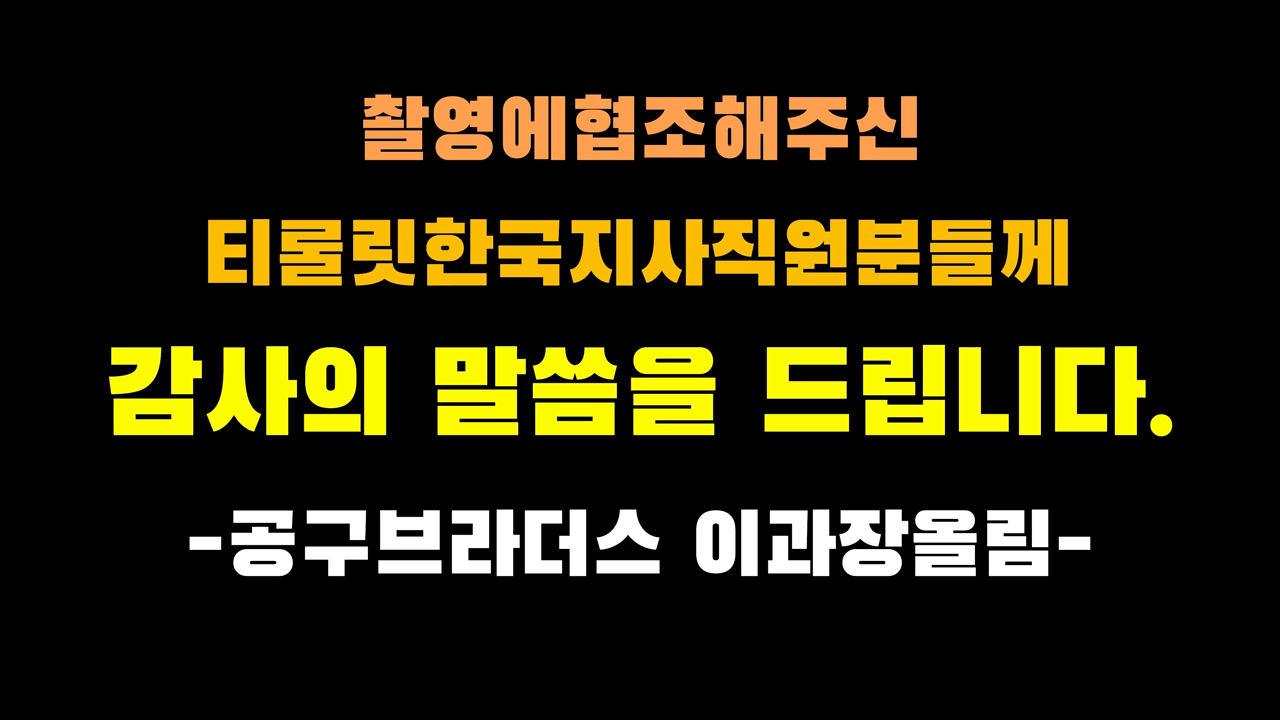 촬영에협조해주신
티롤릿한국지사직원분들께
감사의 말씀을 드립니다.
-공구브라더스 이과장올림-